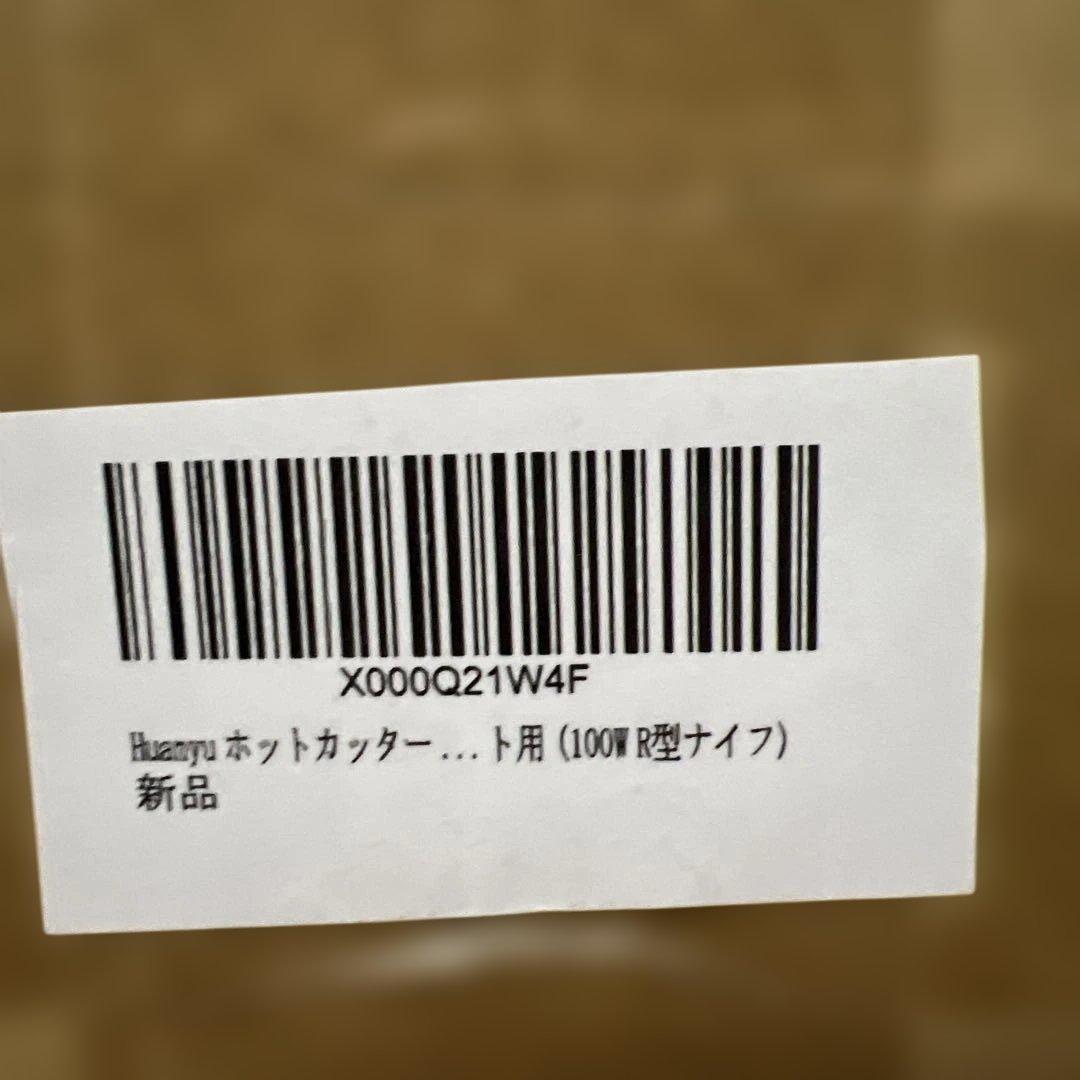 X000Q21W4F
Huanyu ホットカッター ... ト用 (100W R型ナイフ)
新品